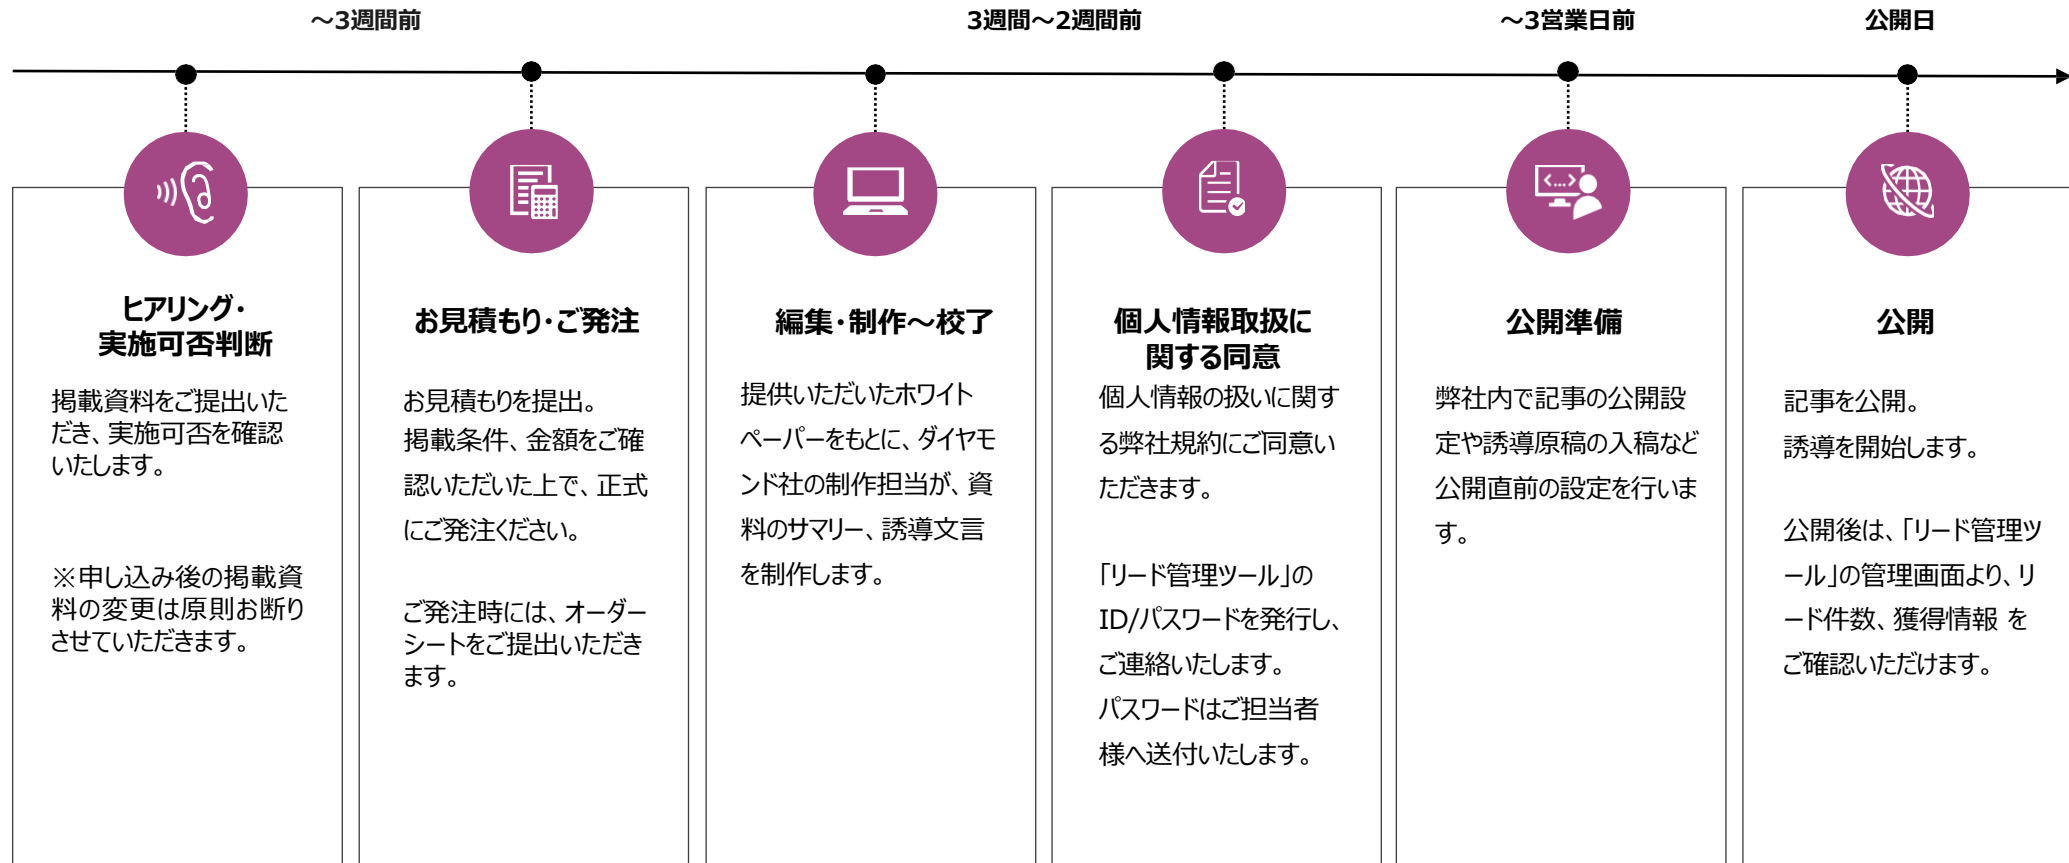 ～3週間前
3週間～2週間前
～3営業日前
公開日
ヒアリング・
実施可否判断
掲載資料をご提出いた
だき、実施可否を確認
いたします。
※申し込み後の掲載資
料の変更は原則お断り
させていただきます。
お見積もり・ご発注
お見積もりを提出。
掲載条件、金額をご確
認いただいた上で、正式
にご発注ください。
ご発注時には、オーダー
シートをご提出いただき
ます。
編集・制作～校了
提供いただいたホワイト
ペーパーをもとに、ダイヤモ
ンド社の制作担当が、資
料のサマリー、誘導文言
を制作します。
個人情報取扱に
関する同意
個人情報の扱いに関す
る弊社規約にご同意い
ただきます。
「リード管理ツール」の
ID/パスワードを発行し、
ご連絡いたします。
パスワードはご担当者
様へ送付いたします。
公開準備
弊社内で記事の公開設
定や誘導原稿の入稿など
公開直前の設定を行いま
す。
公開
記事を公開。
誘導を開始します。
公開後は、「リード管理ツ
ール」の管理画面より、リ
ード件数、獲得情報 を
ご確認いただけます。